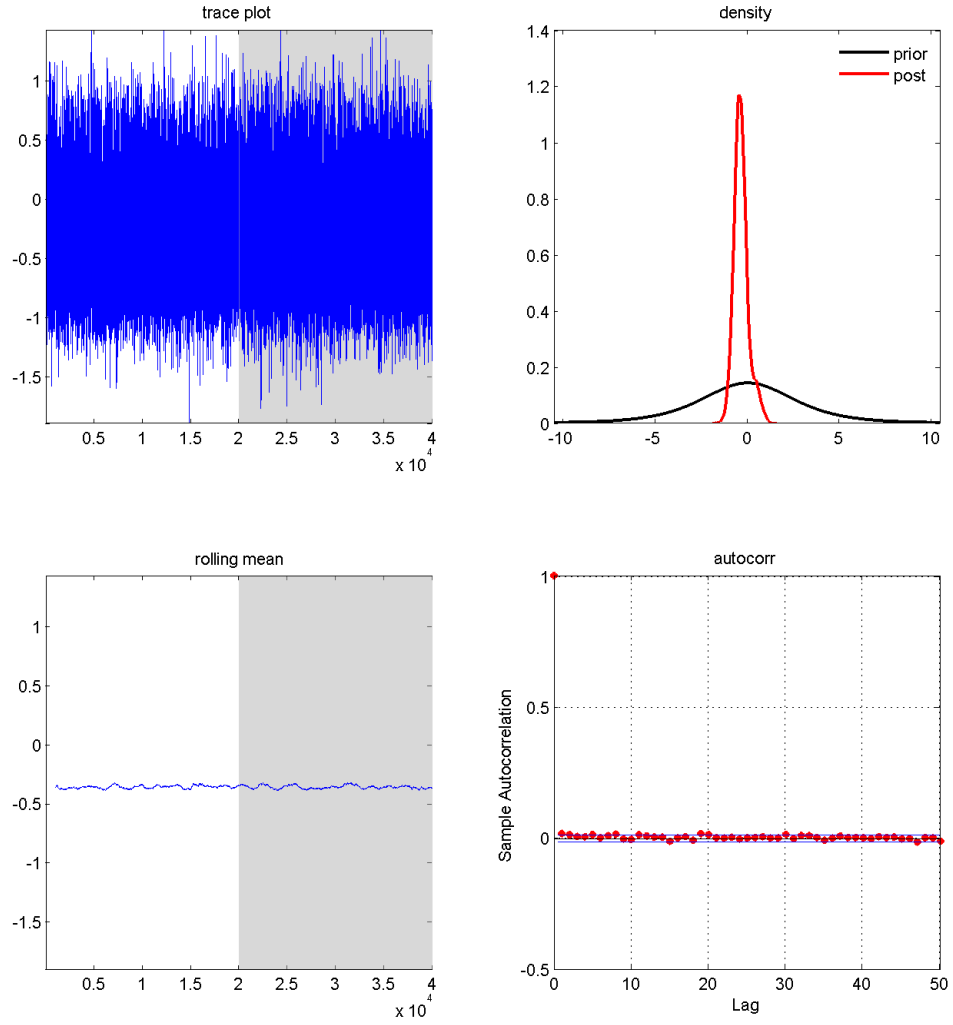 trace plot
1
0.5
0
-0.5
-1
-1.5
0.5 1 1.5 2 2.5 3 3.5 4
x 10^4
density
1.4
1.2
1
0.8
0.6
0.4
0.2
0
-10 -5 0 5 10
prior
post
rolling mean
1
0.5
0
-0.5
-1
-1.5
0.5 1 1.5 2 2.5 3 3.5 4
x 10^4
autocorr
1
0.5
0
-0.5
0 10 20 30 40 50
Sample Autocorrelation
Lag